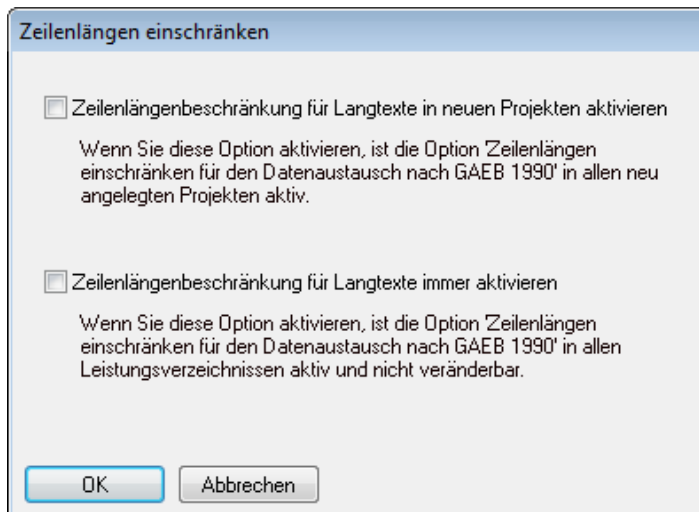 Zeilenlängen einschränken
Zeilenlängenbeschränkung für Langtexte in neuen Projekten aktivieren
Wenn Sie diese Option aktivieren, ist die Option 'Zeilenlängen
einschränken für den Datenaustausch nach GAEB 1990' in allen neu
angelegten Projekten aktiv.
Zeilenlängenbeschränkung für Langtexte immer aktivieren
Wenn Sie diese Option aktivieren, ist die Option 'Zeilenlängen
einschränken für den Datenaustausch nach GAEB 1990' in allen
Leistungsverzeichnissen aktiv und nicht veränderbar.
OK
Abbrechen